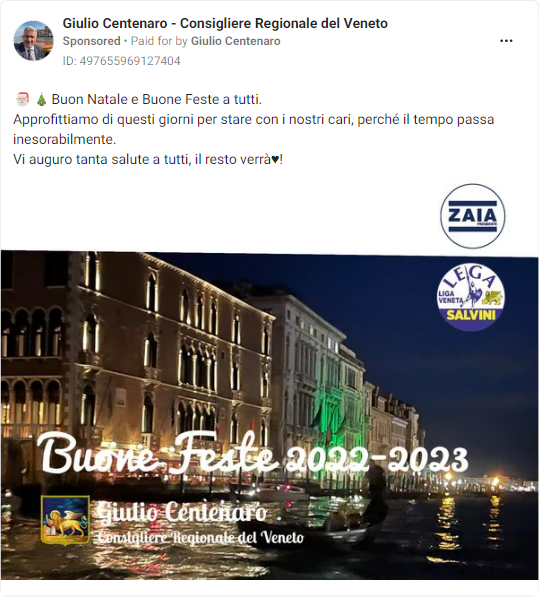 Giulio Centenaro - Consigliere Regionale del Veneto
Sponsored • Paid for by Giulio Centenaro
ID: 497655969127404
🎅🎄Buon Natale e Buone Feste a tutti.
Approfittiamo di questi giorni per stare con i nostri cari, perché il tempo passa
inesorabilmente.
Vi auguro tanta salute a tutti, il resto verrà♥!
ZAIA
PRESIDENTE
LEGA
LIGA
VENETA
SALVINI
Buone Feste 2022-2023
Giulio Centenaro
Consigliere Regionale del Veneto